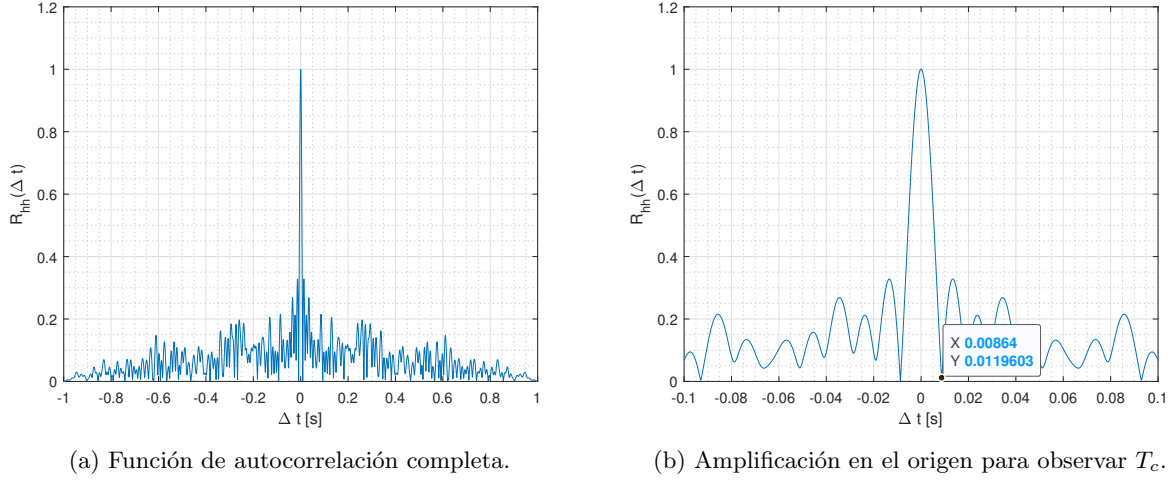 1.2
1
0.8
0.6
0.4
0.2
0
R_hh(Δ t)
-1 -0.8 -0.6 -0.4 -0.2 0 0.2 0.4 0.6 0.8 1
Δ t [s]
(a) Función de autocorrelación completa.
1.2
1
0.8
0.6
0.4
0.2
0
R_hh(Δ t)
X 0.00864
Y 0.0119603
-0.1 -0.08 -0.06 -0.04 -0.02 0 0.02 0.04 0.06 0.08 0.1
Δ t [s]
(b) Amplificación en el origen para observar T_c.